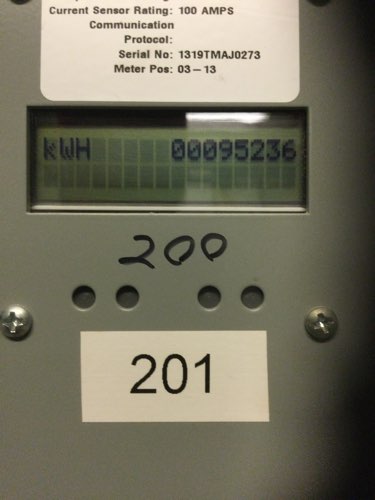 Current Sensor Rating: 100 AMPS
Communication
Protocol:
Serial No: 1319TMAJ0273
Meter Pos: 03-13
kWH 00095236
200
201